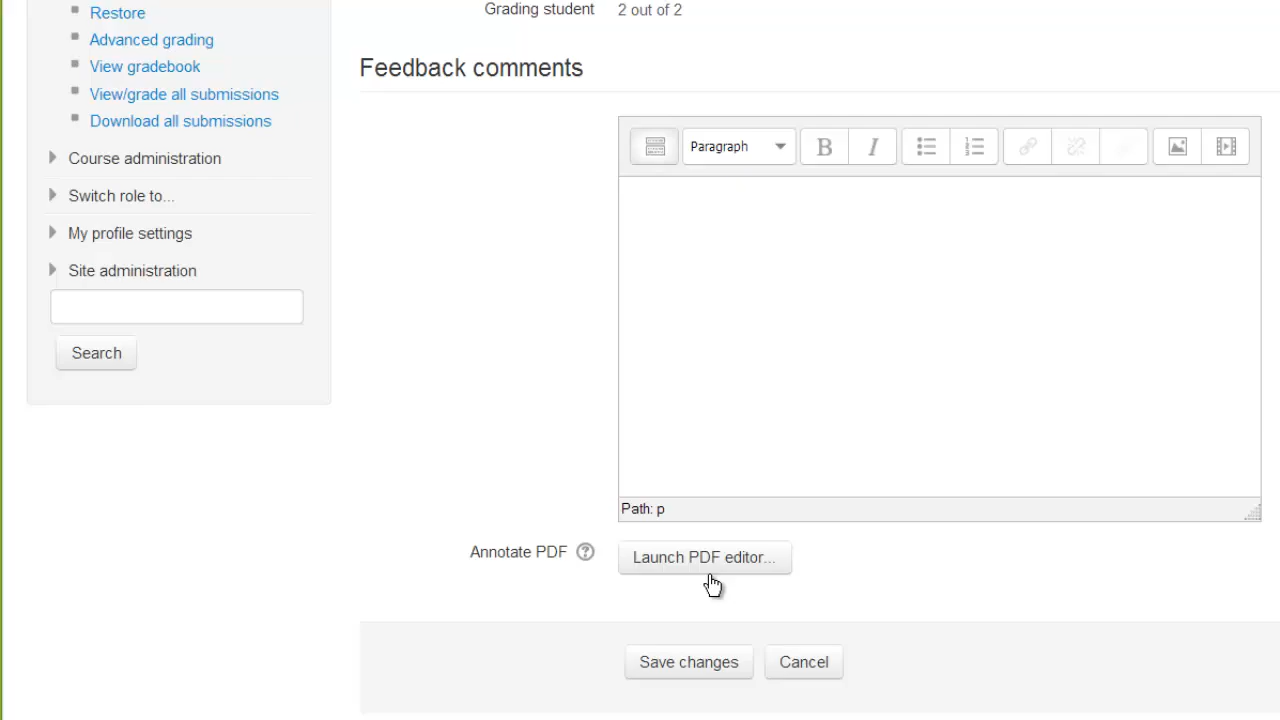 Restore
Advanced grading
View gradebook
View/grade all submissions
Download all submissions
Course administration
Switch role to...
My profile settings
Site administration
Search
Grading student 2 out of 2
Feedback comments
Paragraph B I
Path: p
Annotate PDF ? Launch PDF editor...
Save changes Cancel